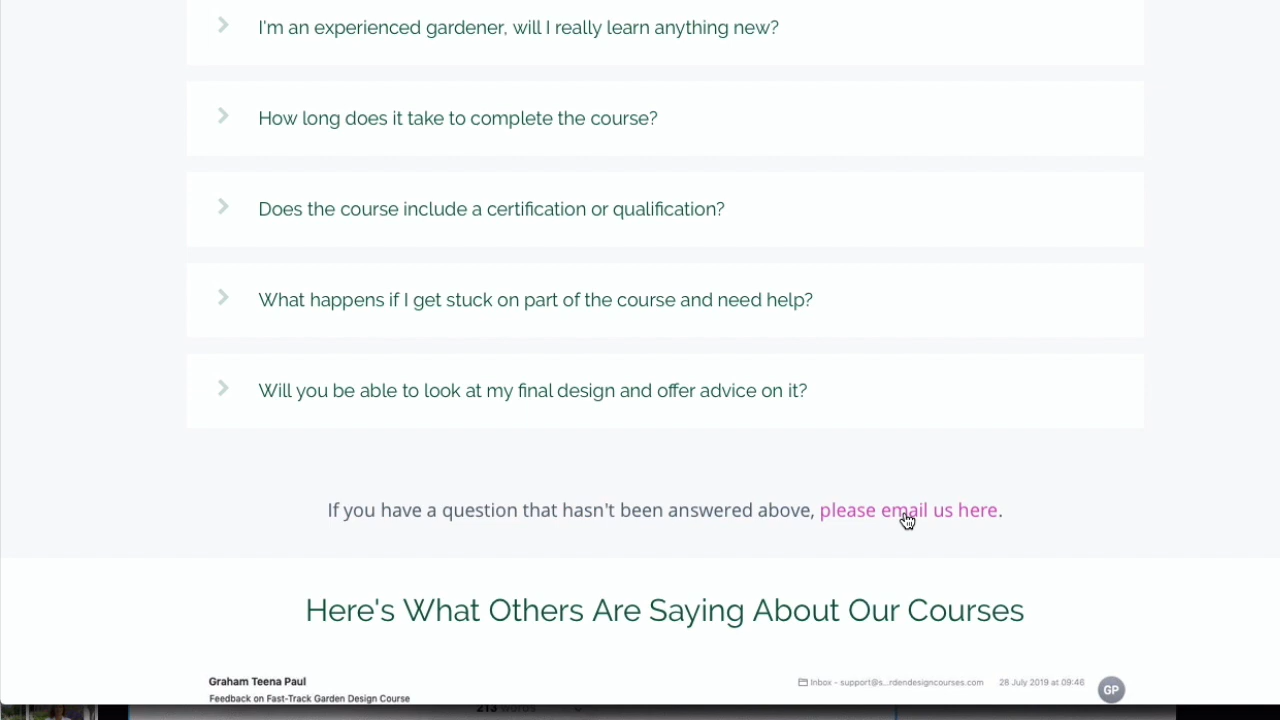 I'm an experienced gardener, will I really learn anything new?
How long does it take to complete the course?
Does the course include a certification or qualification?
What happens if I get stuck on part of the course and need help?
Will you be able to look at my final design and offer advice on it?
If you have a question that hasn't been answered above, please email us here.
Here's What Others Are Saying About Our Courses
Graham Teena Paul
Inbox - support@s...rdendesigncourses.com 28 July 2019 at 09:46
GP
Feedback on Fast-Track Garden Design Course